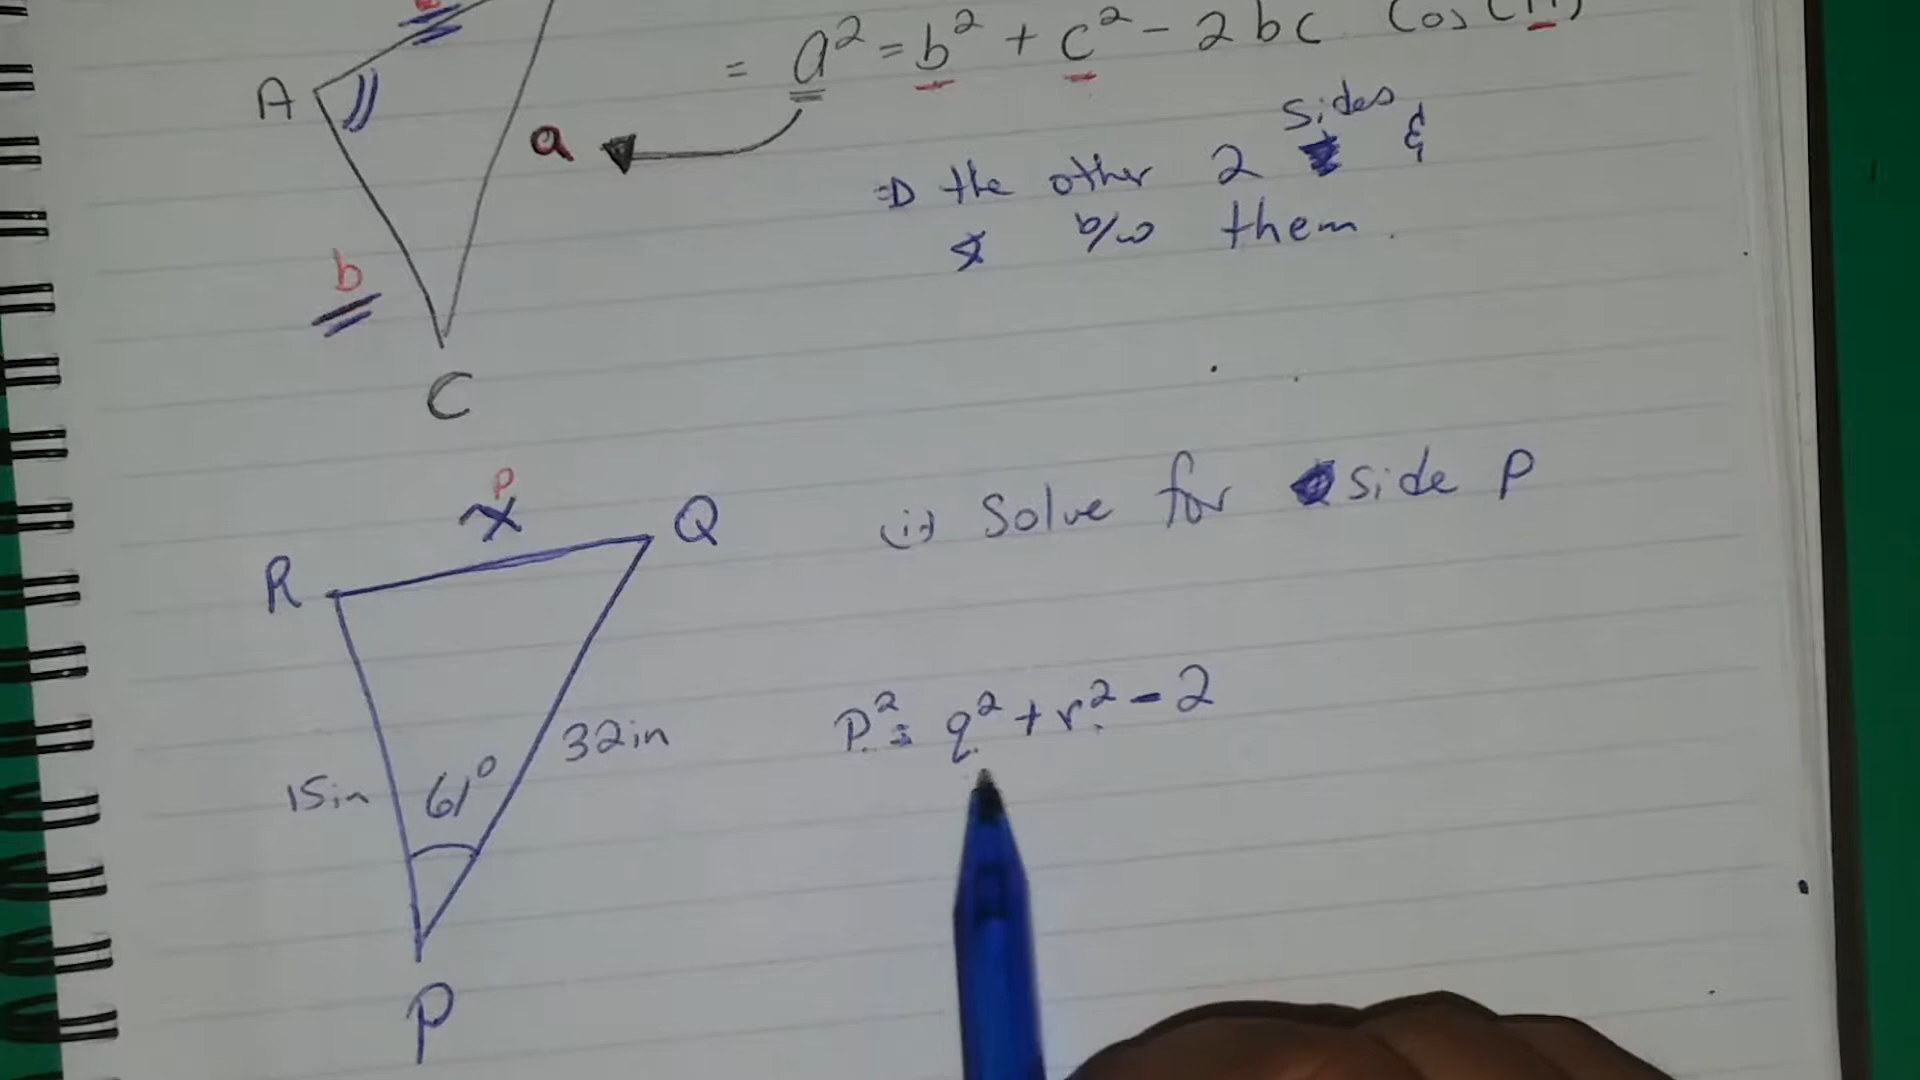 = a² = b² + c² - 2bc Cos(
A
a
sides
⇒ the other 2 &
∡ b/w them.
b
C
p
x
R
Q
(i) Solve for side P
15in
61°
32in
P² = q² + r² - 2
P